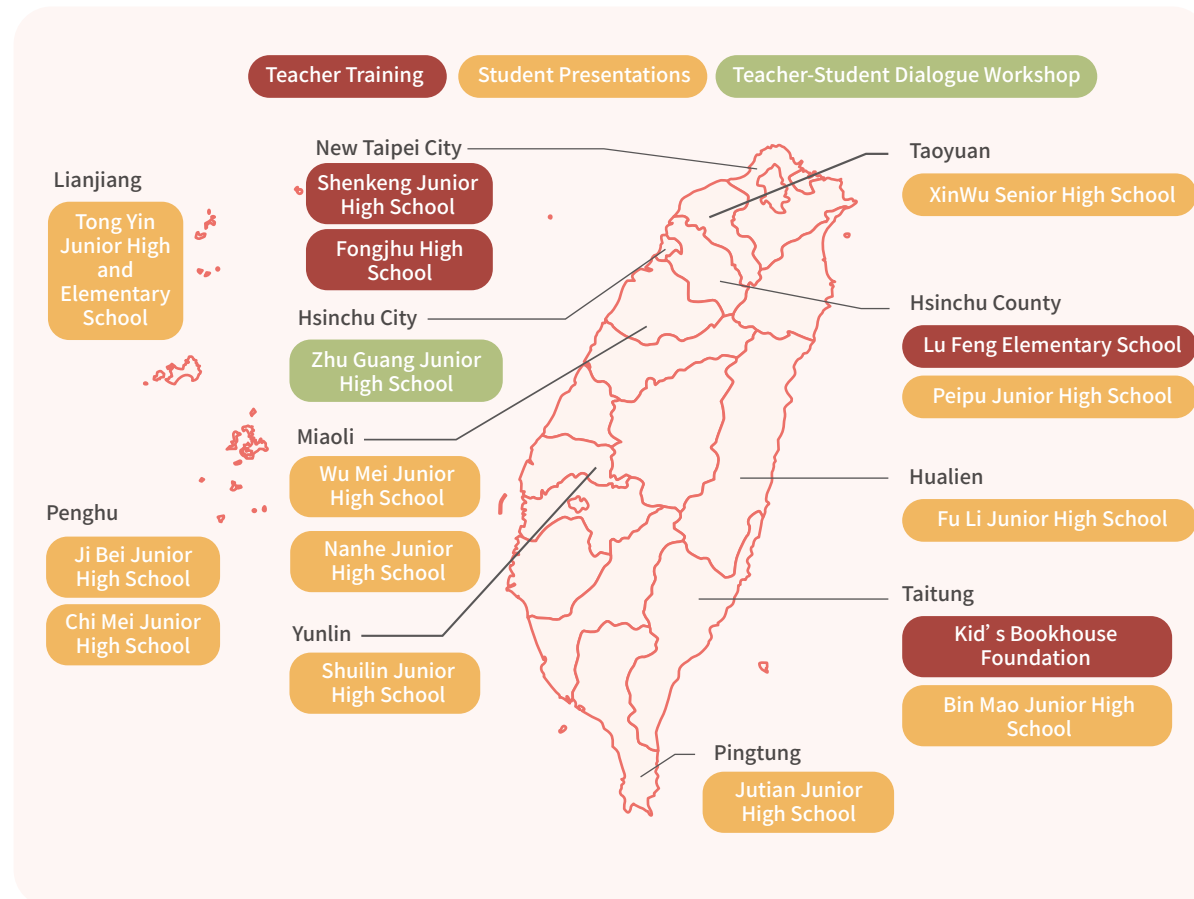 Teacher Training
Student Presentations
Teacher-Student Dialogue Workshop
Lianjiang
Tong Yin
Junior High
and
Elementary
School
Penghu
Ji Bei Junior
High School
Chi Mei Junior
High School
New Taipei City
Shenkeng Junior
High School
Fongjhu High
School
Hsinchu City
Zhu Guang Junior
High School
Miaoli
Wu Mei Junior
High School
Nanhe Junior
High School
Yunlin
Shuilin Junior
High School
Taoyuan
XinWu Senior High School
Hsinchu County
Lu Feng Elementary School
Peipu Junior High School
Hualien
Fu Li Junior High School
Taitung
Kid’s Bookhouse
Foundation
Bin Mao Junior High
School
Pingtung
Jutian Junior
High School